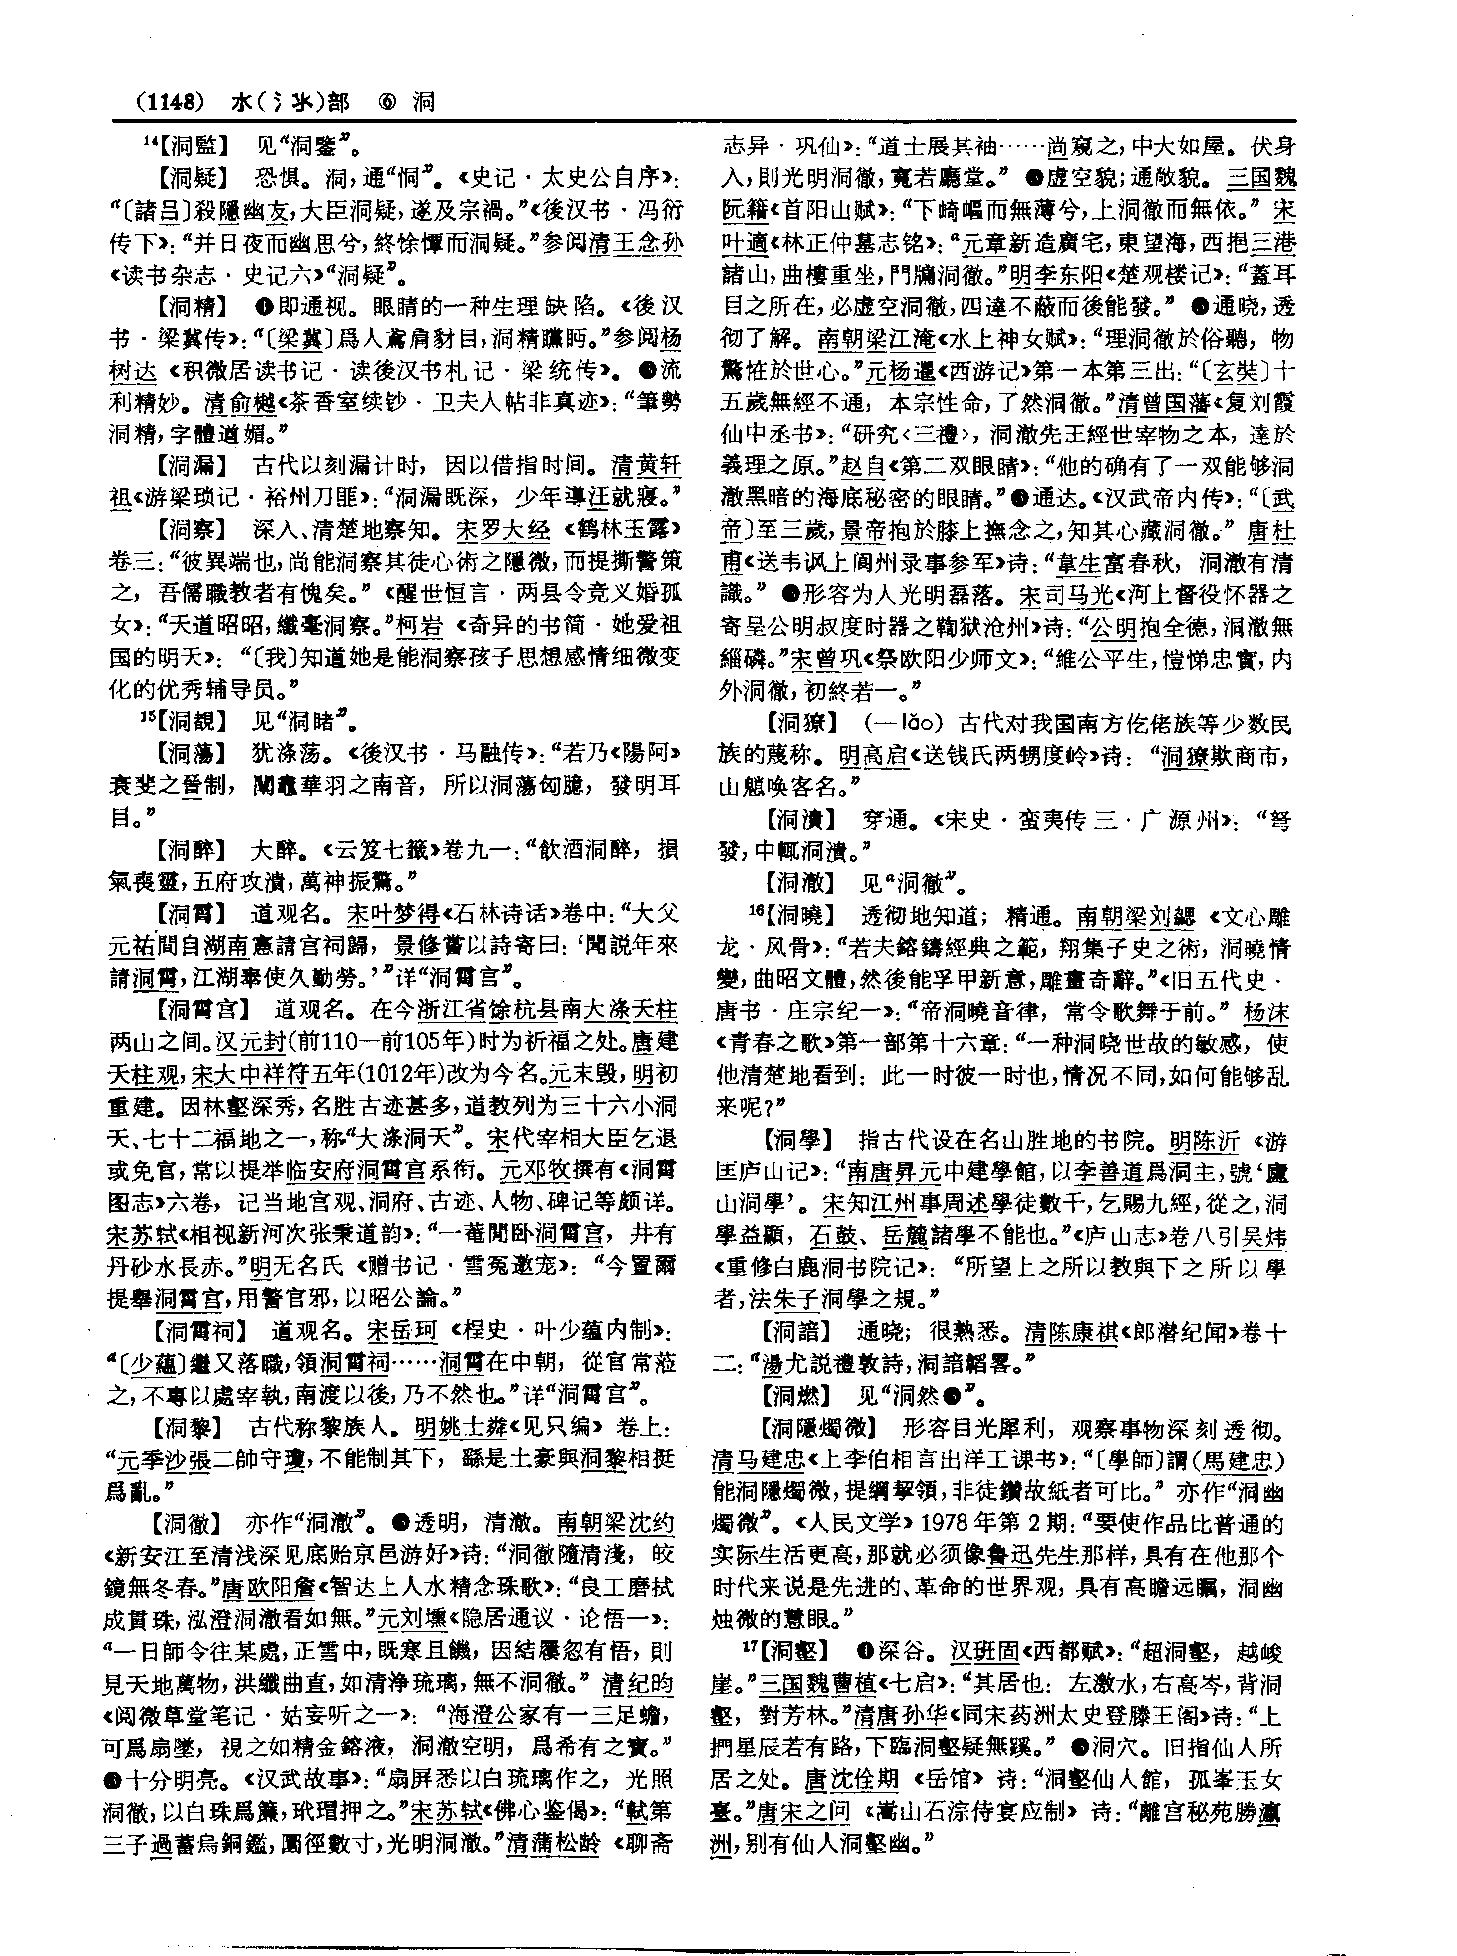 (1148) 水(氵氺)部 ⑥ 洞
¹⁴【洞監】 见“洞鉴”。
【洞疑】 恐惧。洞,通“恫”。《史记·太史公自序》:
“〔諸吕〕殺隱幽友,大臣洞疑,遂及宗禍。”《後汉书·冯衍
传下》:“并日夜而幽思兮,終悇憛而洞疑。”参阅清王念孙
《读书杂志·史记六》“洞疑”。
【洞精】 ❶即通视。眼睛的一种生理缺陷。《後汉
书·梁冀传》:“〔梁冀〕爲人鳶肩豺目,洞精矘眄。”参阅杨
树达《积微居读书记·读後汉书札记·梁统传》。❷流
利精妙。清俞樾《茶香室续钞·卫夫人帖非真迹》:“筆勢
洞精,字體遒媚。”
【洞漏】 古代以刻漏计时,因以借指时间。清黄轩
祖《游梁琐记·裕州刀匪》:“洞漏既深,少年導汪就寢。”
【洞察】 深入、清楚地察知。宋罗大经《鹤林玉露》
卷三:“彼異端也,尚能洞察其徒心術之隱微,而提撕警策
之,吾儒職教者有愧矣。”《醒世恒言·两县令竞义婚孤
女》:“天道昭昭,纖毫洞察。”柯岩《奇异的书简·她爱祖
国的明天》:“〔我〕知道她是能洞察孩子思想感情细微变
化的优秀辅导员。”
¹⁵【洞覩】 见“洞睹”。
【洞蕩】 犹涤荡。《後汉书·马融传》:“若乃《陽阿》
衰斐之晉制,闡鼃華羽之南音,所以洞蕩匈臆,發明耳
目。”
【洞醉】 大醉。《云笈七籤》卷九一:“飲酒洞醉,損
氣喪靈,五府攻潰,萬神振驚。”
【洞霄】 道观名。宋叶梦得《石林诗话》卷中:“大父
元祐間自湖南憲請宫祠歸,景修嘗以詩寄曰:‘聞説年來
請洞霄,江湖奉使久勤勞。’”详“洞霄宫”。
【洞霄宫】 道观名。在今浙江省馀杭县南大涤天柱
两山之间。汉元封(前110—前105年)时为祈福之处。唐建
天柱观,宋大中祥符五年(1012年)改为今名。元末毁,明初
重建。因林壑深秀,名胜古迹甚多,道教列为三十六小洞
天、七十二福地之一,称“大涤洞天”。宋代宰相大臣乞退
或免官,常以提举临安府洞霄宫系衔。元邓牧撰有《洞霄
图志》六卷,记当地宫观、洞府、古迹、人物、碑记等颇详。
宋苏轼《相视新河次张秉道韵》:“一菴閒卧洞霄宫,井有
丹砂水長赤。”明无名氏《赠书记·雪冤邀宠》:“今置爾
提舉洞霄宫,用警官邪,以昭公論。”
【洞霄祠】 道观名。宋岳珂《桯史·叶少蕴内制》:
“〔少蘊〕繼又落職,領洞霄祠……洞霄在中朝,從官常涖
之,不專以處宰執,南渡以後,乃不然也。”详“洞霄宫”。
【洞黎】 古代称黎族人。明姚士粦《见只编》卷上:
“元季沙張二帥守瓊,不能制其下,繇是土豪與洞黎相挺
爲亂。”
【洞徹】 亦作“洞澈”。❶透明,清澈。南朝梁沈约
《新安江至清浅深见底贻京邑游好》诗:“洞徹隨清淺,皎
鏡無冬春。”唐欧阳詹《智达上人水精念珠歌》:“良工磨拭
成貫珠,泓澄洞澈看如無。”元刘壎《隐居通议·论悟一》:
“一日師令往某處,正雪中,既寒且饑,因結屨忽有悟,則
見天地萬物,洪纖曲直,如清浄琉璃,無不洞徹。”清纪昀
《阅微草堂笔记·姑妄听之一》:“海澄公家有一三足蟾,
可爲扇墜,視之如精金鎔液,洞澈空明,爲希有之寶。”
❷十分明亮。《汉武故事》:“扇屏悉以白琉璃作之,光照
洞徹,以白珠爲簾,玳瑁押之。”宋苏轼《佛心鉴偈》:“軾第
三子過蓄烏銅鑑,圜徑數寸,光明洞澈。”清蒲松龄《聊斋
志异·巩仙》:“道士展其袖……尚窺之,中大如屋。伏身
入,則光明洞徹,寬若廳堂。”❸虚空貌;通敞貌。三国魏
阮籍《首阳山赋》:“下崎嶇而無薄兮,上洞徹而無依。”宋
叶適《林正仲墓志铭》:“元章新造廣宅,東望海,西挹三港
諸山,曲樓重坐,門牖洞徹。”明李东阳《楚观楼记》:“蓋耳
目之所在,必虚空洞徹,四達不蔽而後能發。”❹通晓,透
彻了解。南朝梁江淹《水上神女赋》:“理洞徹於俗聽,物
驚恠於世心。”元杨暹《西游记》第一本第三出:“〔玄奘〕十
五歲無經不通,本宗性命,了然洞徹。”清曾国藩《复刘霞
仙中丞书》:“研究〈三禮〉,洞澈先王經世宰物之本,達於
義理之原。”赵自《第二双眼睛》:“他的确有了一双能够洞
澈黑暗的海底秘密的眼睛。”❺通达。《汉武帝内传》:“〔武
帝〕至三歲,景帝抱於膝上撫念之,知其心藏洞徹。”唐杜
甫《送韦讽上阆州录事参军》诗:“韋生富春秋,洞澈有清
識。”❻形容为人光明磊落。宋司马光《河上督役怀器之
寄呈公明叔度时器之鞫狱沧州》诗:“公明抱全德,洞澈無
緇磷。”宋曾巩《祭欧阳少师文》:“維公平生,愷悌忠實,内
外洞徹,初終若一。”
【洞獠】 (—lǎo) 古代对我国南方仡佬族等少数民
族的蔑称。明高启《送钱氏两甥度岭》诗:“洞獠欺商市,
山魈唤客名。”
【洞潰】 穿通。《宋史·蛮夷传三·广源州》:“弩
發,中輒洞潰。”
【洞澈】 见“洞徹”。
¹⁶【洞曉】 透彻地知道;精通。南朝梁刘勰《文心雕
龙·风骨》:“若夫鎔鑄經典之範,翔集子史之術,洞曉情
變,曲昭文體,然後能孚甲新意,雕畫奇辭。”《旧五代史·
唐书·庄宗纪一》:“帝洞曉音律,常令歌舞于前。”杨沫
《青春之歌》第一部第十六章:“一种洞晓世故的敏感,使
他清楚地看到:此一时彼一时也,情况不同,如何能够乱
来呢?”
【洞學】 指古代设在名山胜地的书院。明陈沂《游
匡庐山记》:“南唐昇元中建學館,以李善道爲洞主,號‘廬
山洞學’。宋知江州事周述學徒數千,乞賜九經,從之,洞
學益顯,石鼓、岳麓諸學不能也。”《庐山志》卷八引吴炜
《重修白鹿洞书院记》:“所望上之所以教與下之所以學
者,法朱子洞學之規。”
【洞諳】 通晓;很熟悉。清陈康祺《郎潜纪闻》卷十
二:“湯尤説禮敦詩,洞諳韜畧。”
【洞燃】 见“洞然❷”。
【洞隱燭微】 形容目光犀利,观察事物深刻透彻。
清马建忠《上李伯相言出洋工课书》:“〔學師〕謂(馬建忠)
能洞隱燭微,提綱挈領,非徒鑽故紙者可比。”亦作“洞幽
燭微”。《人民文学》1978年第2期:“要使作品比普通的
实际生活更高,那就必须像鲁迅先生那样,具有在他那个
时代来说是先进的、革命的世界观,具有高瞻远瞩,洞幽
烛微的慧眼。”
¹⁷【洞壑】 ❶深谷。汉班固《西都赋》:“超洞壑,越峻
崖。”三国魏曹植《七启》:“其居也:左激水,右高岑,背洞
壑,對芳林。”清唐孙华《同宋药洲太史登滕王阁》诗:“上
捫星辰若有路,下臨洞壑疑無蹊。”❷洞穴。旧指仙人所
居之处。唐沈佺期《岳馆》诗:“洞壑仙人館,孤峯玉女
臺。”唐宋之问《嵩山石淙侍宴应制》诗:“離宫秘苑勝瀛
洲,别有仙人洞壑幽。”